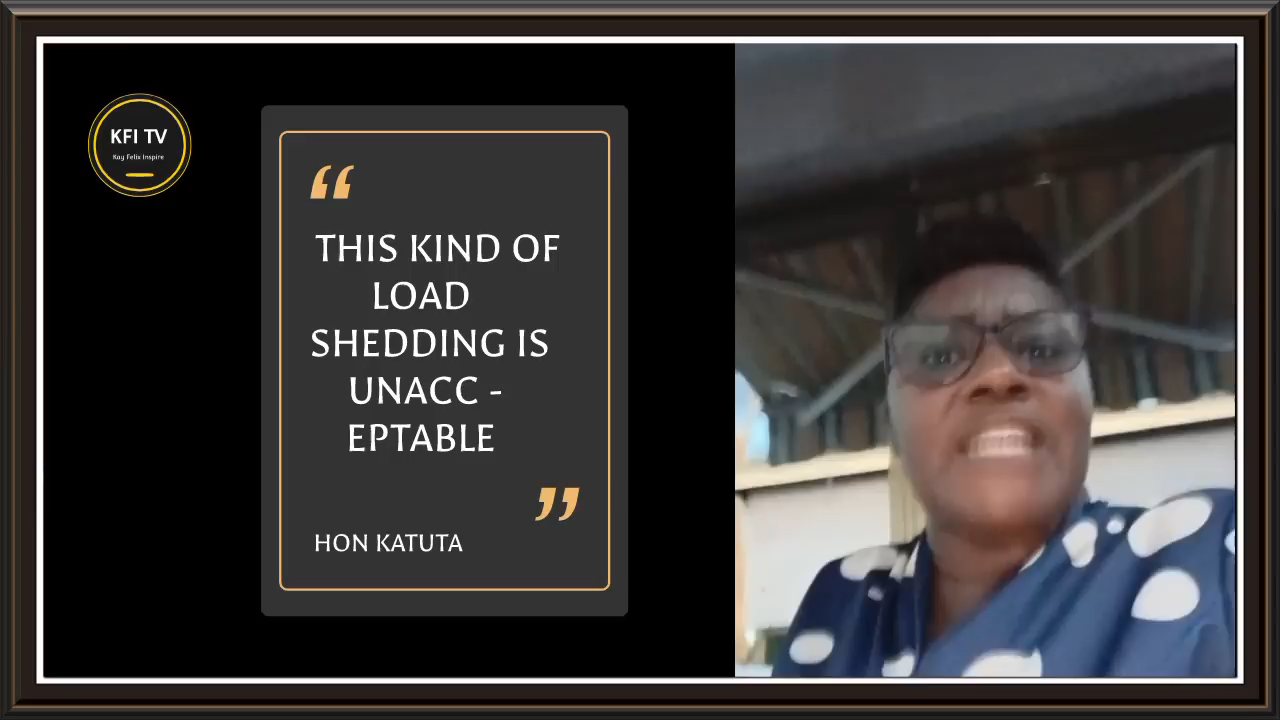 KFI TV
Kay Felix Inspire
“
THIS KIND OF
LOAD
SHEDDING IS
UNACC -
EPTABLE
”
HON KATUTA